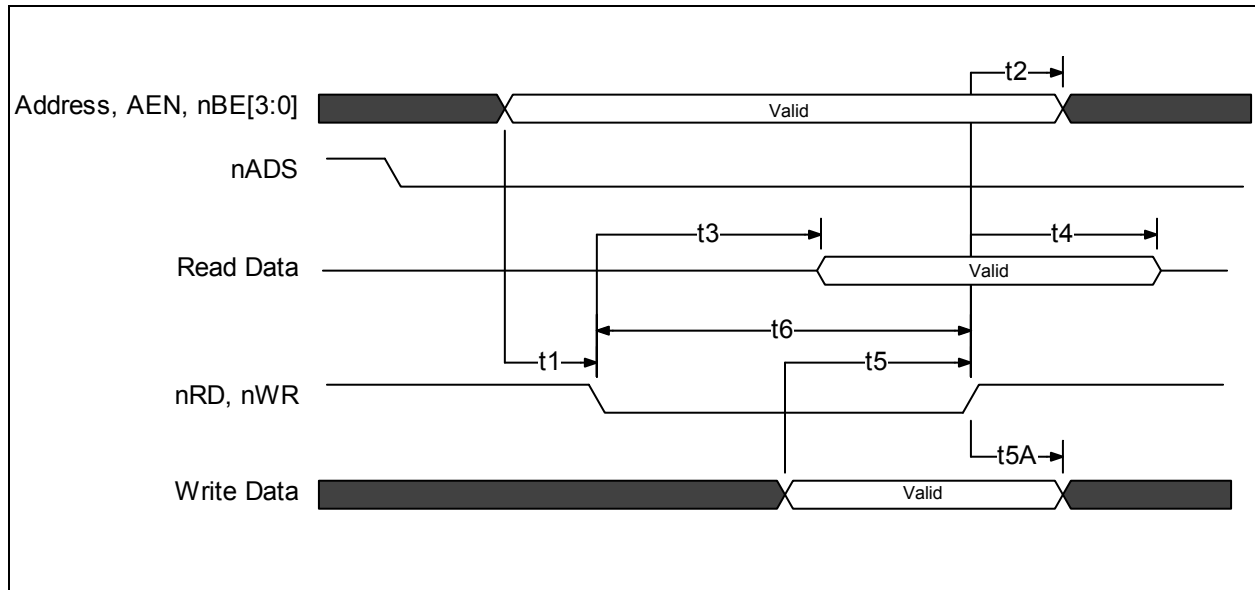 t2
Address, AEN, nBE[3:0]
Valid
nADS
t3
t4
Read Data
Valid
t6
t1
t5
nRD, nWR
t5A
Write Data
Valid